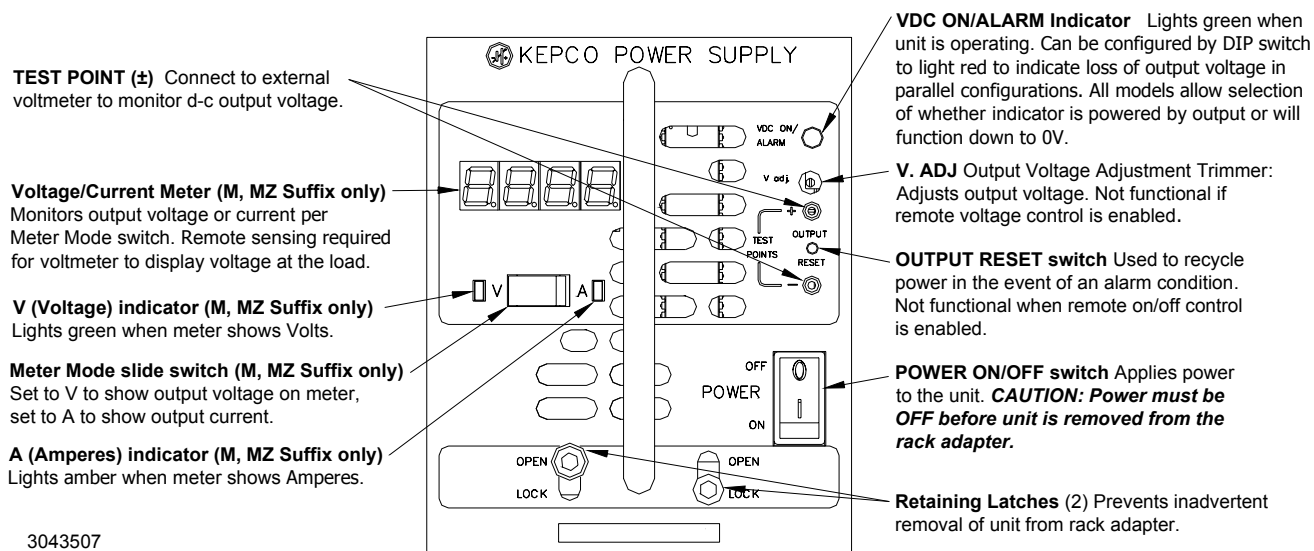 TEST POINT (±) Connect to external
voltmeter to monitor d-c output voltage.
Voltage/Current Meter (M, MZ Suffix only)
Monitors output voltage or current per
Meter Mode switch. Remote sensing required
for voltmeter to display voltage at the load.
V (Voltage) indicator (M, MZ Suffix only)
Lights green when meter shows Volts.
Meter Mode slide switch (M, MZ Suffix only)
Set to V to show output voltage on meter,
set to A to show output current.
A (Amperes) indicator (M, MZ Suffix only)
Lights amber when meter shows Amperes.
3043507
KEPCO POWER SUPPLY
VDC ON/
ALARM
V adj.
+
TEST
POINTS
OUTPUT
RESET
–
8.8.8.8.
V
A
OFF
POWER
ON
OPEN
LOCK
OPEN
LOCK
VDC ON/ALARM Indicator Lights green when
unit is operating. Can be configured by DIP switch
to light red to indicate loss of output voltage in
parallel configurations. All models allow selection
of whether indicator is powered by output or will
function down to 0V.
V. ADJ Output Voltage Adjustment Trimmer:
Adjusts output voltage. Not functional if
remote voltage control is enabled.
OUTPUT RESET switch Used to recycle
power in the event of an alarm condition.
Not functional when remote on/off control
is enabled.
POWER ON/OFF switch Applies power
to the unit. CAUTION: Power must be
OFF before unit is removed from the
rack adapter.
Retaining Latches (2) Prevents inadvertent
removal of unit from rack adapter.